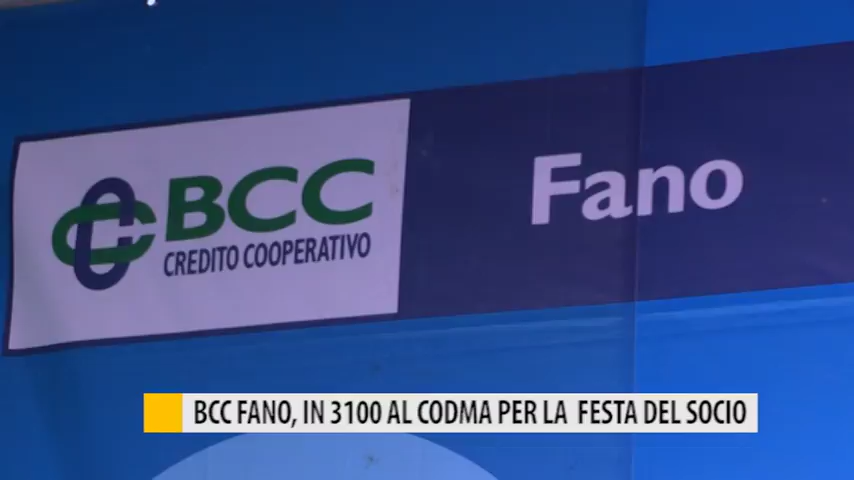 BCC
CREDITO COOPERATIVO
Fano
BCC FANO, IN 3100 AL CODMA PER LA FESTA DEL SOCIO